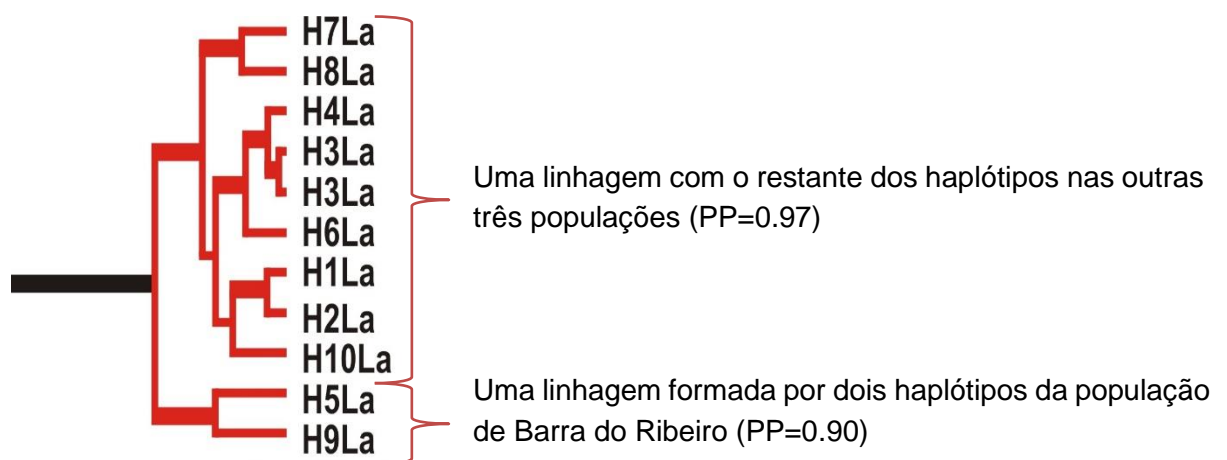 H7La
H8La
H4La
H3La
H3La
H6La
H1La
H2La
H10La
H5La
H9La
Uma linhagem com o restante dos haplótipos nas outras
três populações (PP=0.97)
Uma linhagem formada por dois haplótipos da população
de Barra do Ribeiro (PP=0.90)